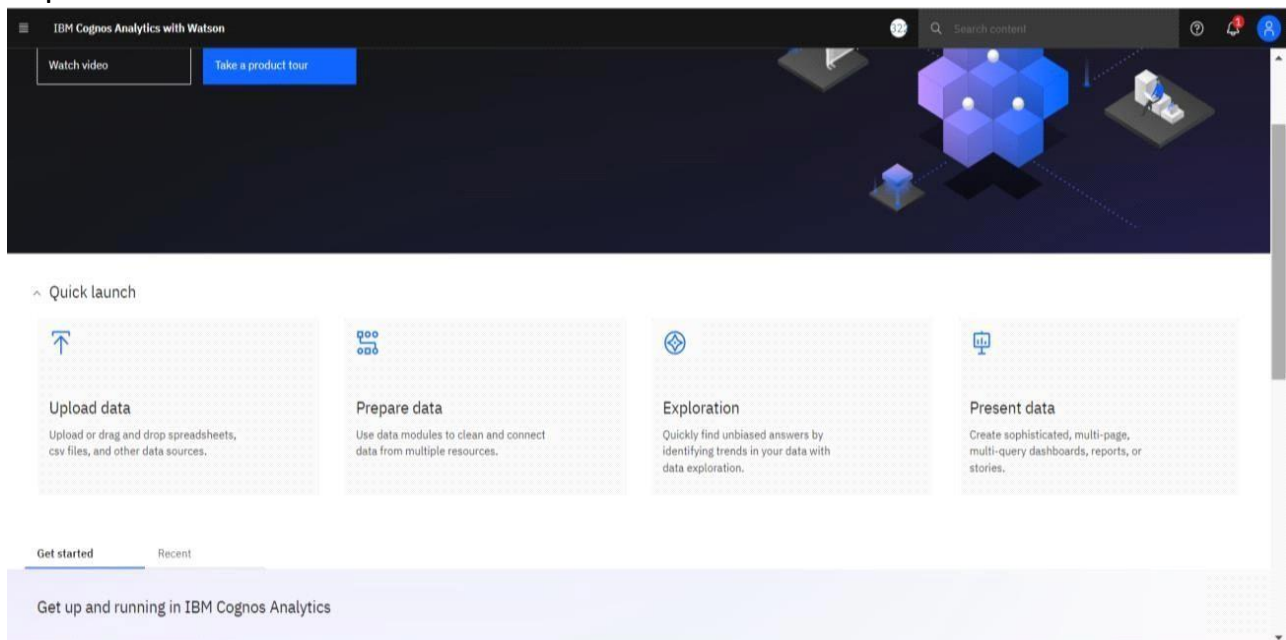 IBM Cognos Analytics with Watson
Search content
1
Watch video
Take a product tour
Quick launch
Upload data
Upload or drag and drop spreadsheets,
csv files, and other data sources.
Prepare data
Use data modules to clean and connect
data from multiple resources.
Exploration
Quickly find unbiased answers by
identifying trends in your data with
data exploration.
Present data
Create sophisticated, multi-page,
multi-query dashboards, reports, or
stories.
Get started
Recent
Get up and running in IBM Cognos Analytics